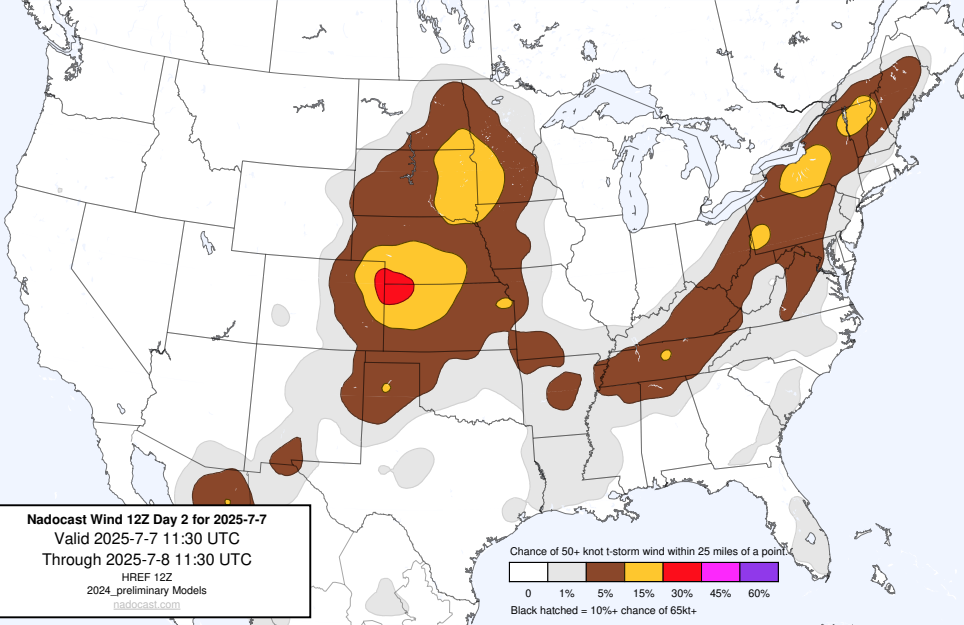 Nadocast Wind 12Z Day 2 for 2025-7-7
Valid 2025-7-7 11:30 UTC
Through 2025-7-8 11:30 UTC
HREF 12Z
2024_preliminary Models
nadocast.com
Chance of 50+ knot t-storm wind within 25 miles of a point.
0 1% 5% 15% 30% 45% 60%
Black hatched = 10%+ chance of 65kt+